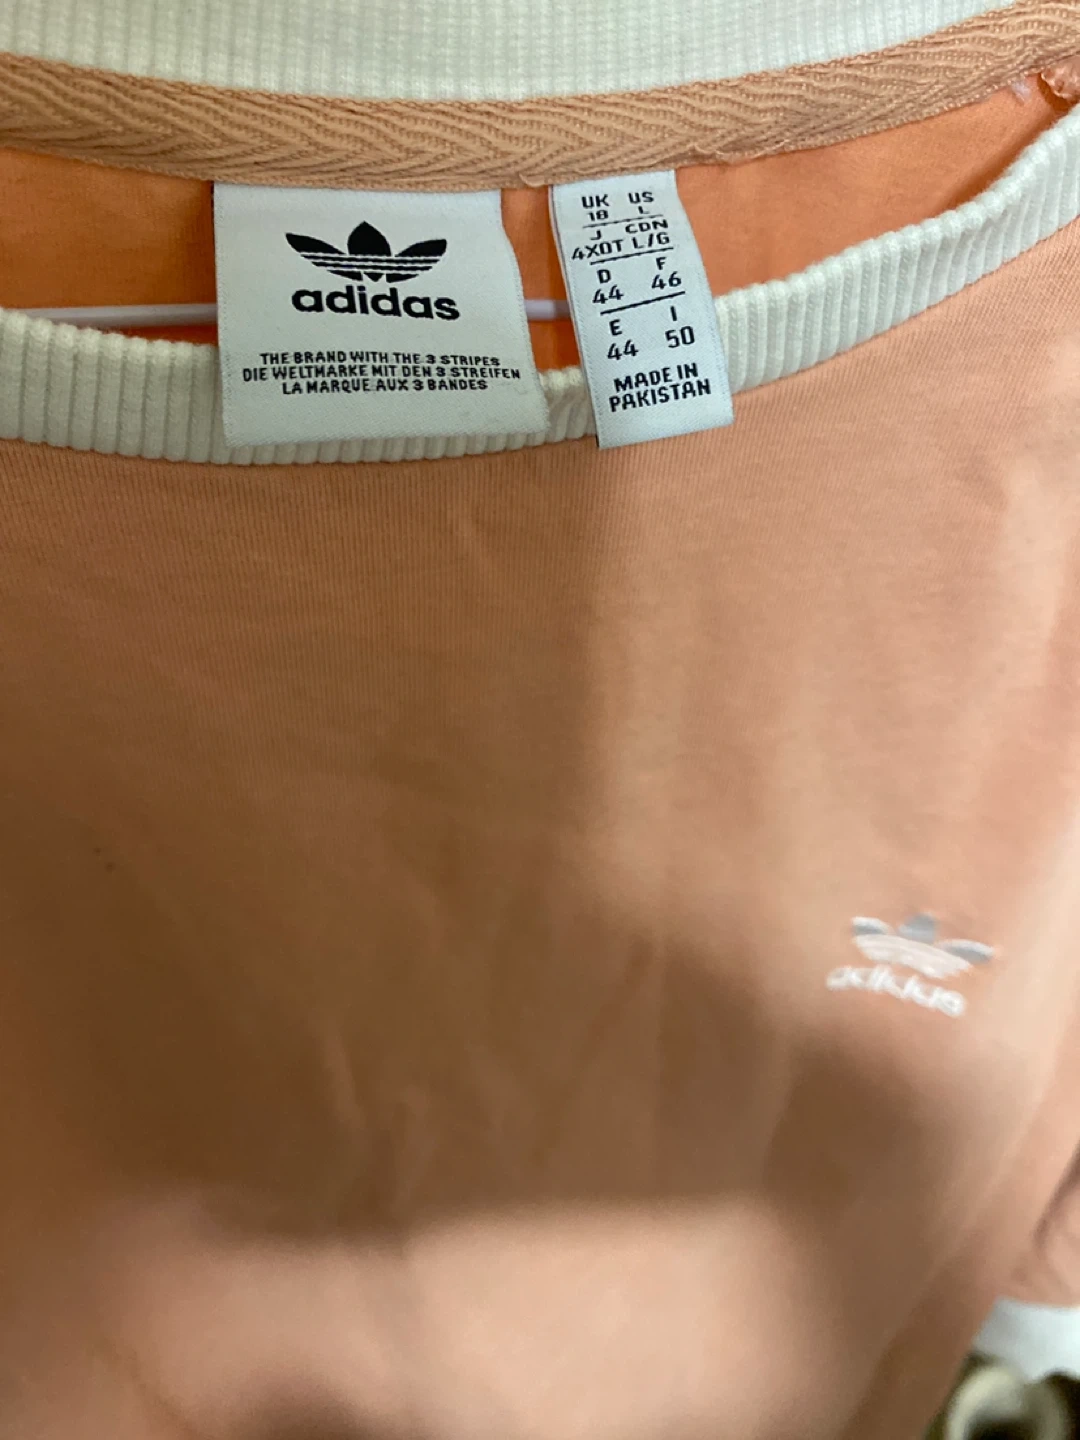 adidas
THE BRAND WITH THE 3 STRIPES
DIE WELTMARKE MIT DEN 3 STREIFEN
LA MARQUE AUX 3 BANDES
UK US
18 L
J CDN
4XOT L/G
D F
44 46
E I
44 50
MADE IN
PAKISTAN
adidas